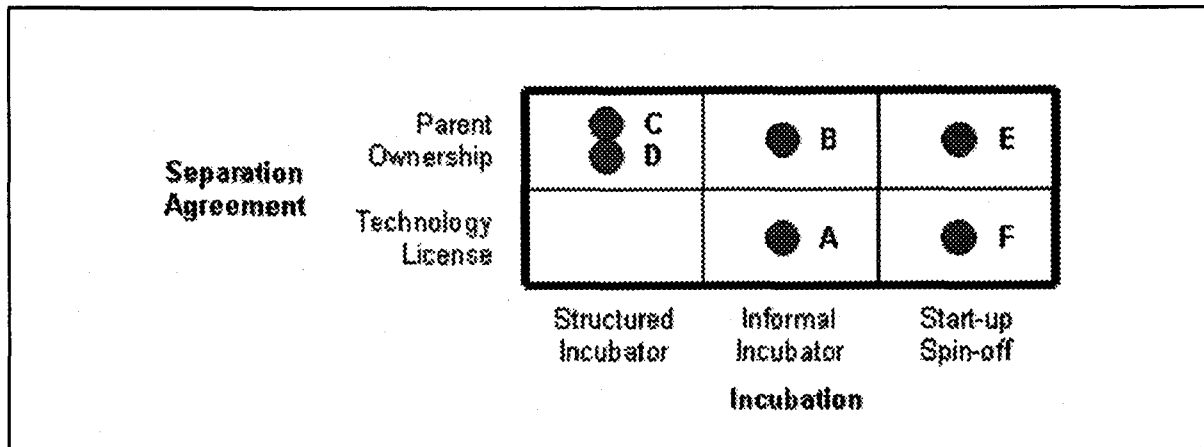 Separation
Agreement
Parent
Ownership
Technology
License
C
D
B
E
A
F
Structured
Incubator
Informal
Incubator
Start-up
Spin-off
Incubation